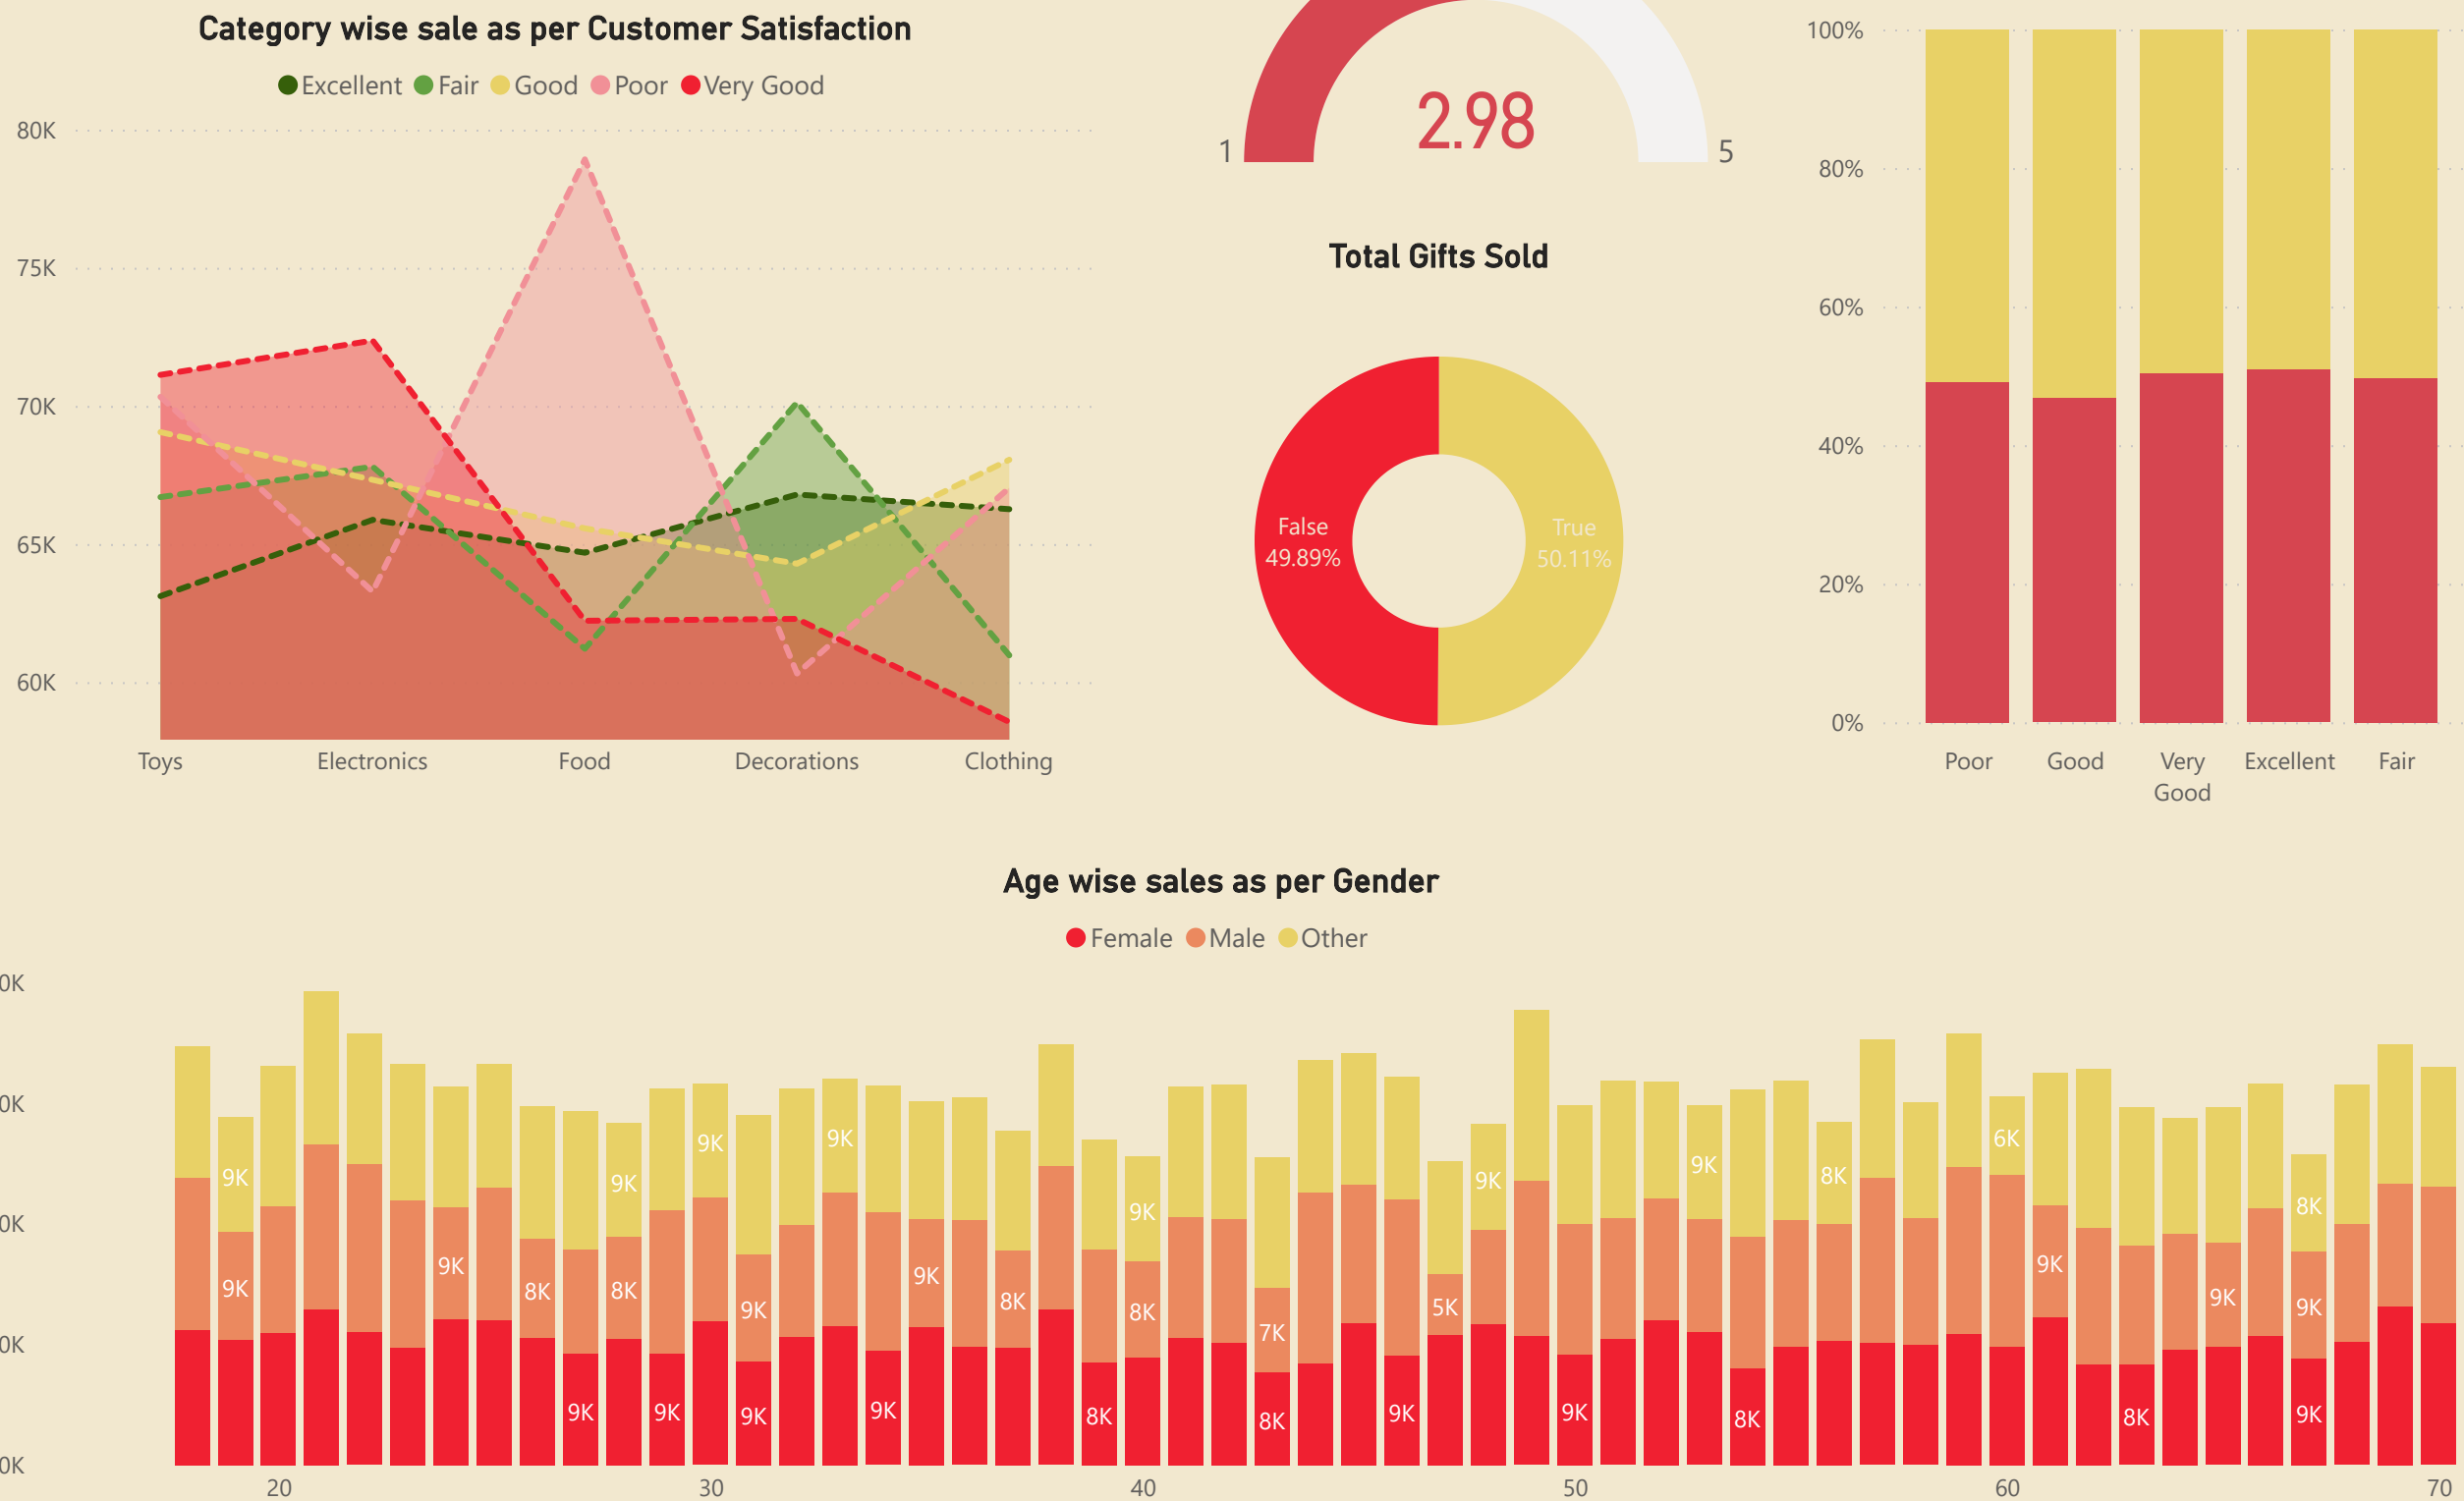 Category wise sale as per Customer Satisfaction
Excellent Fair Good Poor Very Good
80K
75K
70K
65K
60K
Toys Electronics Food Decorations Clothing
2.98
1 5
Total Gifts Sold
False
49.89%
True
50.11%
100%
80%
60%
40%
20%
0%
Poor Good Very Good Excellent Fair
Age wise sales as per Gender
Female Male Other
0K
0K
0K
0K
0K
9K 9K 9K 9K 9K 9K 9K 8K 6K 8K
9K 9K 8K 8K 9K 9K 8K 8K 7K 5K 9K 9K 9K
9K 9K 9K 9K 8K 8K 9K 9K 8K 8K 9K
20 30 40 50 60 70